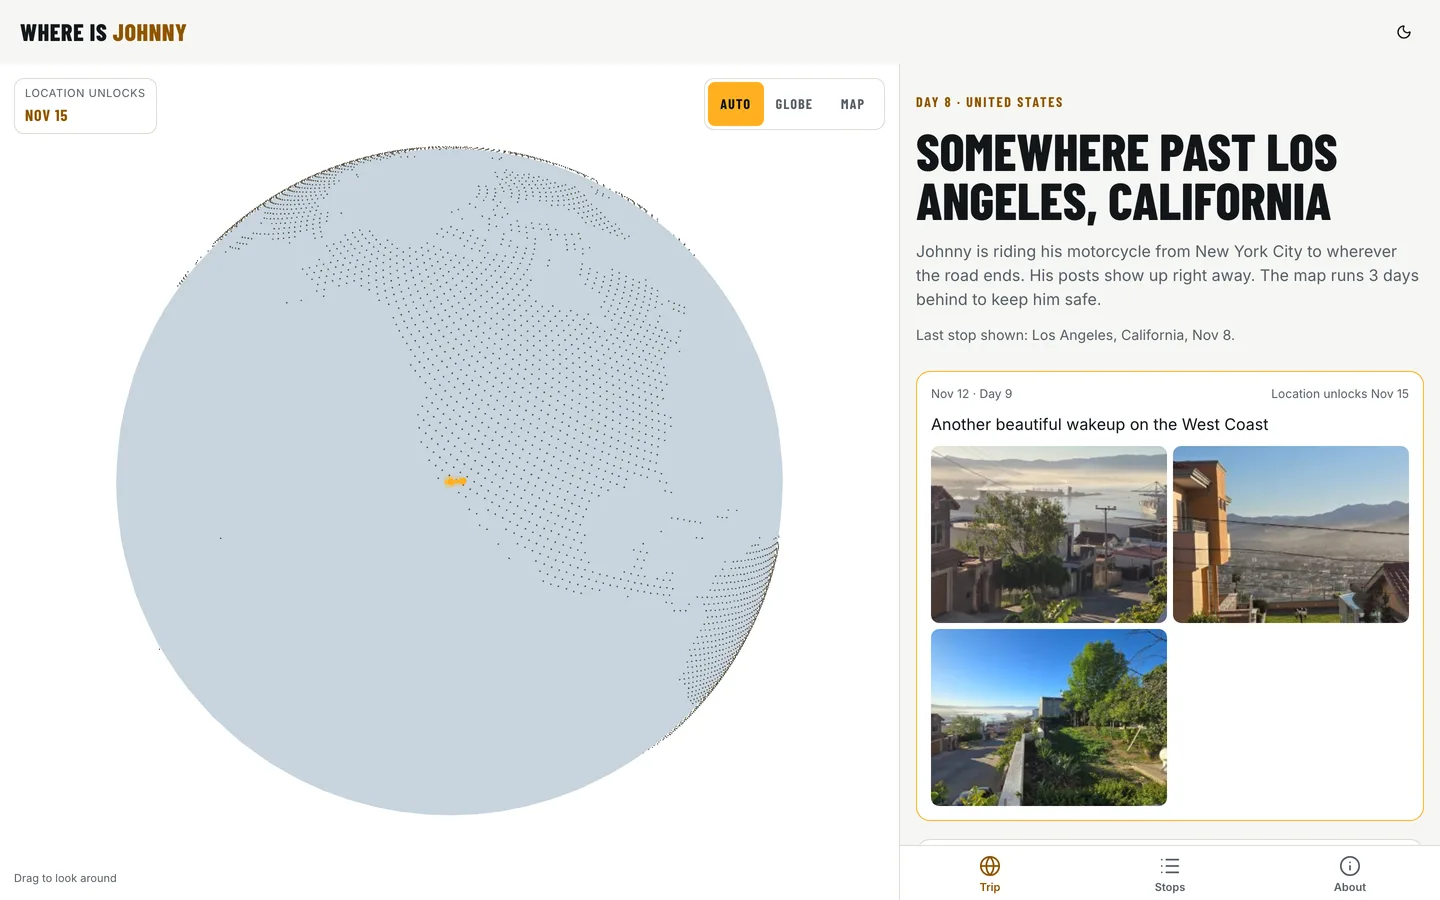 WHERE IS JOHNNY
LOCATION UNLOCKS
NOV 15
AUTO
GLOBE
MAP
Drag to look around
DAY 8 · UNITED STATES
SOMEWHERE PAST LOS
ANGELES, CALIFORNIA
Johnny is riding his motorcycle from New York City to wherever
the road ends. His posts show up right away. The map runs 3 days
behind to keep him safe.
Last stop shown: Los Angeles, California, Nov 8.
Nov 12 · Day 9
Location unlocks Nov 15
Another beautiful wakeup on the West Coast
Trip
Stops
About